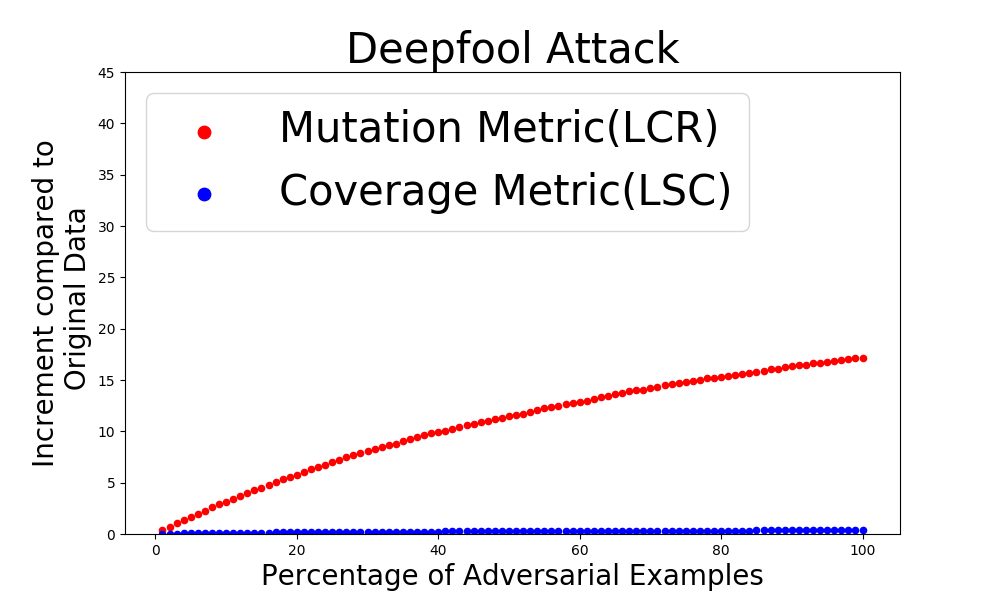 Deepfool Attack
45
40
35
30
25
20
15
10
5
0
Mutation Metric(LCR)
Coverage Metric(LSC)
Increment compared to
Original Data
0 20 40 60 80 100
Percentage of Adversarial Examples